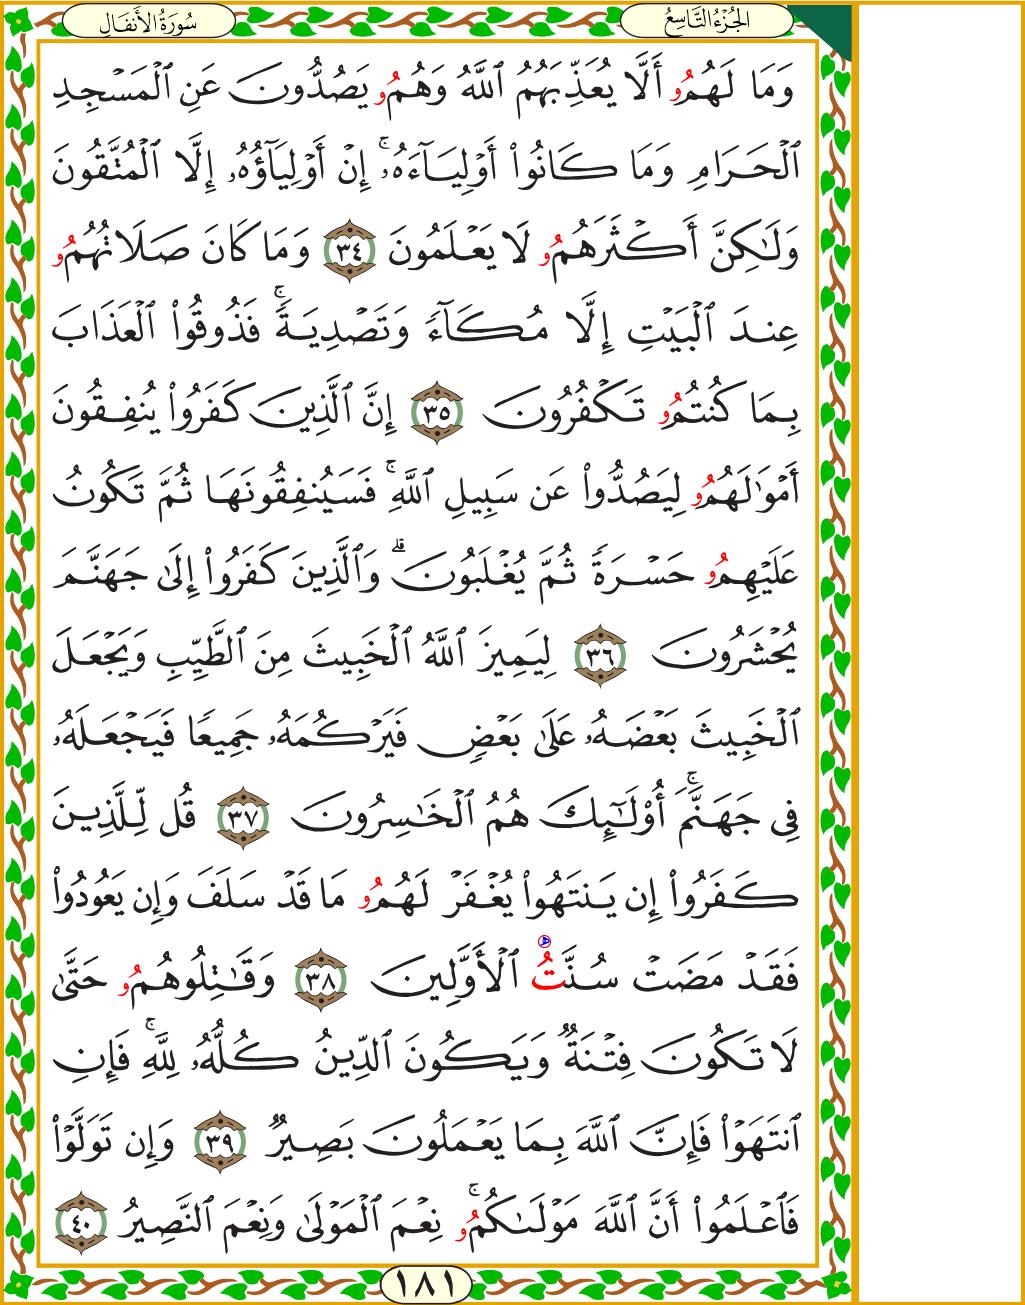 الجُزْءُ التَّاسِعُ
سُورَةُ الأَنفَالِ
وَمَا لَهُمُۥٓ أَلَّا يُعَذِّبَهُمُ ٱللَّهُ وَهُمُۥ يَصُدُّونَ عَنِ ٱلْمَسْجِدِ
ٱلْحَرَامِ وَمَا كَانُوا۟ أَوْلِيَآءَهُۥٓۚ إِنْ أَوْلِيَآؤُهُۥٓ إِلَّا ٱلْمُتَّقُونَ
وَلَـٰكِنَّ أَكْثَرَهُمُۥ لَا يَعْلَمُونَ ٣٤ وَمَا كَانَ صَلَاتُهُمُۥ
عِندَ ٱلْبَيْتِ إِلَّا مُكَآءً وَتَصْدِيَةًۚ فَذُوقُوا۟ ٱلْعَذَابَ
بِمَا كُنتُمُۥ تَكْفُرُونَ ٣٥ إِنَّ ٱلَّذِينَ كَفَرُوا۟ يُنفِقُونَ
أَمْوَٰلَهُمُۥ لِيَصُدُّوا۟ عَن سَبِيلِ ٱللَّهِۚ فَسَيُنفِقُونَهَا ثُمَّ تَكُونُ
عَلَيْهِمُۥ حَسْرَةً ثُمَّ يُغْلَبُونَۗ وَٱلَّذِينَ كَفَرُوٓا۟ إِلَىٰ جَهَنَّمَ
يُحْشَرُونَ ٣٦ لِيَمِيزَ ٱللَّهُ ٱلْخَبِيثَ مِنَ ٱلطَّيِّبِ وَيَجْعَلَ
ٱلْخَبِيثَ بَعْضَهُۥ عَلَىٰ بَعْضٍ فَيَرْكُمَهُۥ جَمِيعًا فَيَجْعَلَهُۥ
فِى جَهَنَّمَۚ أُو۟لَـٰٓئِكَ هُمُ ٱلْخَـٰسِرُونَ ٣٧ قُل لِّلَّذِينَ
كَفَرُوٓا۟ إِن يَنتَهُوا۟ يُغْفَرْ لَهُمُۥ مَا قَدْ سَلَفَ وَإِن يَعُودُوا۟
فَقَدْ مَضَتْ سُنَّتُ ٱلْأَوَّلِينَ ٣٨ وَقَـٰتِلُوهُمُۥ حَتَّىٰ
لَا تَكُونَ فِتْنَةٌ وَيَكُونَ ٱلدِّينُ كُلُّهُۥ لِلَّهِۚ فَإِنِ
ٱنتَهَوْا۟ فَإِنَّ ٱللَّهَ بِمَا يَعْمَلُونَ بَصِيرٌ ٣٩ وَإِن تَوَلَّوْا۟
فَٱعْلَمُوٓا۟ أَنَّ ٱللَّهَ مَوْلَىٰكُمُۥۚ نِعْمَ ٱلْمَوْلَىٰ وَنِعْمَ ٱلنَّصِيرُ ٤٠
١٨١